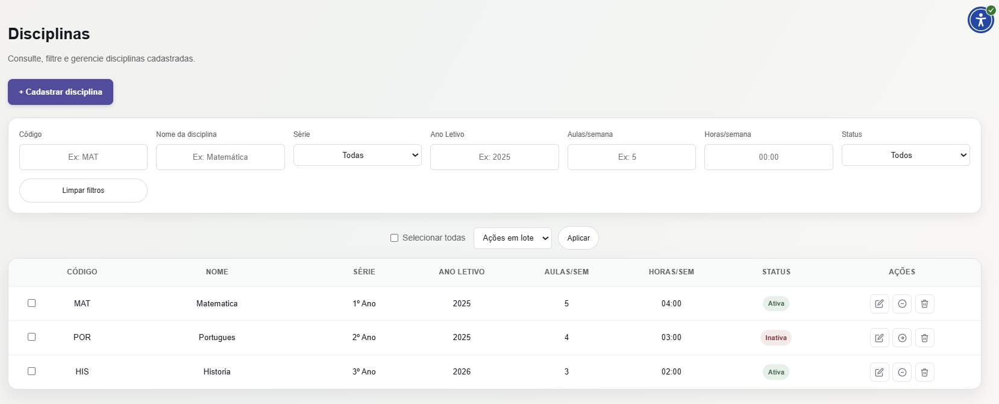 Disciplinas
Consulte, filtre e gerencie disciplinas cadastradas.
+ Cadastrar disciplina
Código Nome da disciplina Série Ano Letivo Aulas/semana Horas/semana Status
Ex: MAT Ex: Matemática Todas Ex: 2025 Ex: 5 00:00 Todos
Limpar filtros
Selecionar todas Ações em lote Aplicar
CÓDIGO NOME SÉRIE ANO LETIVO AULAS/SEM HORAS/SEM STATUS AÇÕES
MAT Matematica 1º Ano 2025 5 04:00 Ativa
POR Portugues 2º Ano 2025 4 03:00 Inativa
HIS Historia 3º Ano 2026 3 02:00 Ativa